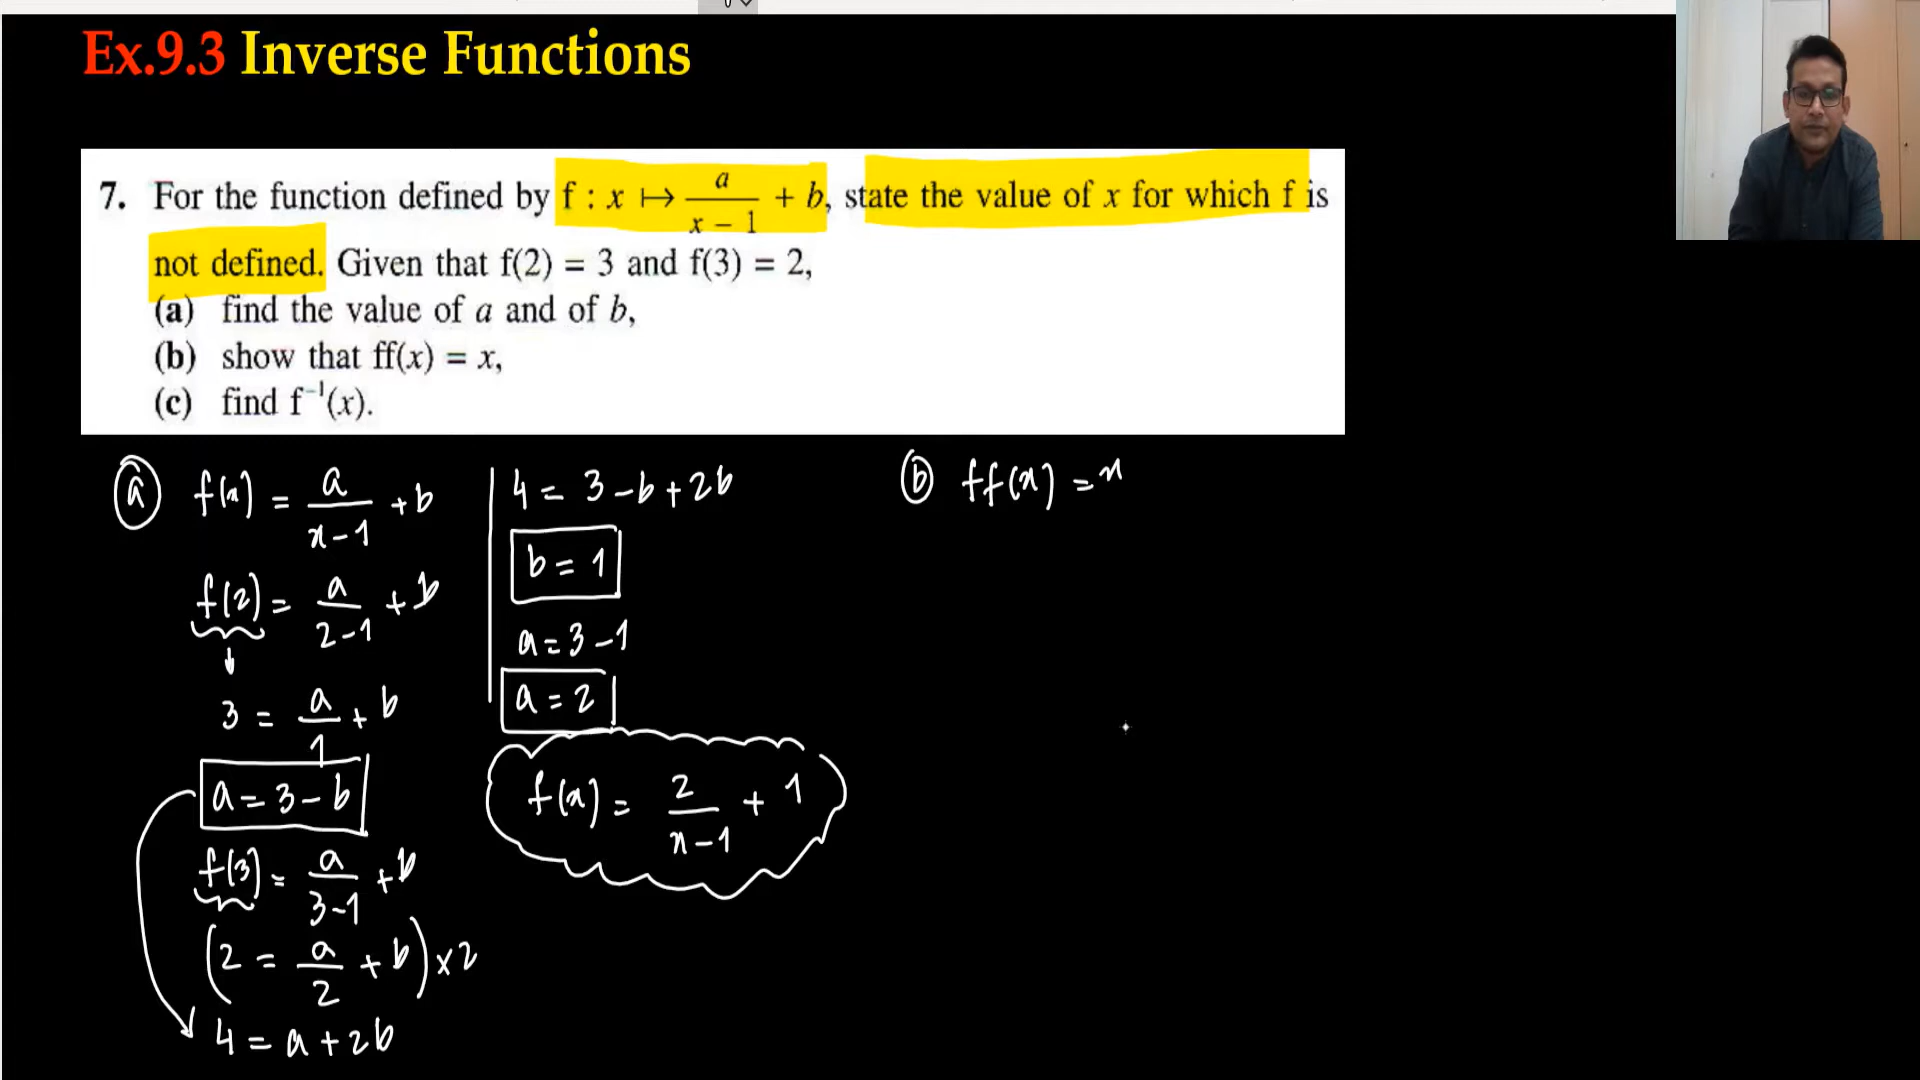 Ex.9.3 Inverse Functions
7. For the function defined by f : x ↦ a/(x − 1) + b, state the value of x for which f is
not defined. Given that f(2) = 3 and f(3) = 2,
(a) find the value of a and of b,
(b) show that ff(x) = x,
(c) find f⁻¹(x).
(a) f(x) = a/(x-1) + b
f(2) = a/(2-1) + b
3 = a/1 + b
a = 3 - b
f(3) = a/(3-1) + b
(2 = a/2 + b) × 2
4 = a + 2b
4 = 3 - b + 2b
b = 1
a = 3 - 1
a = 2
f(x) = 2/(x-1) + 1
(b) ff(x) = x